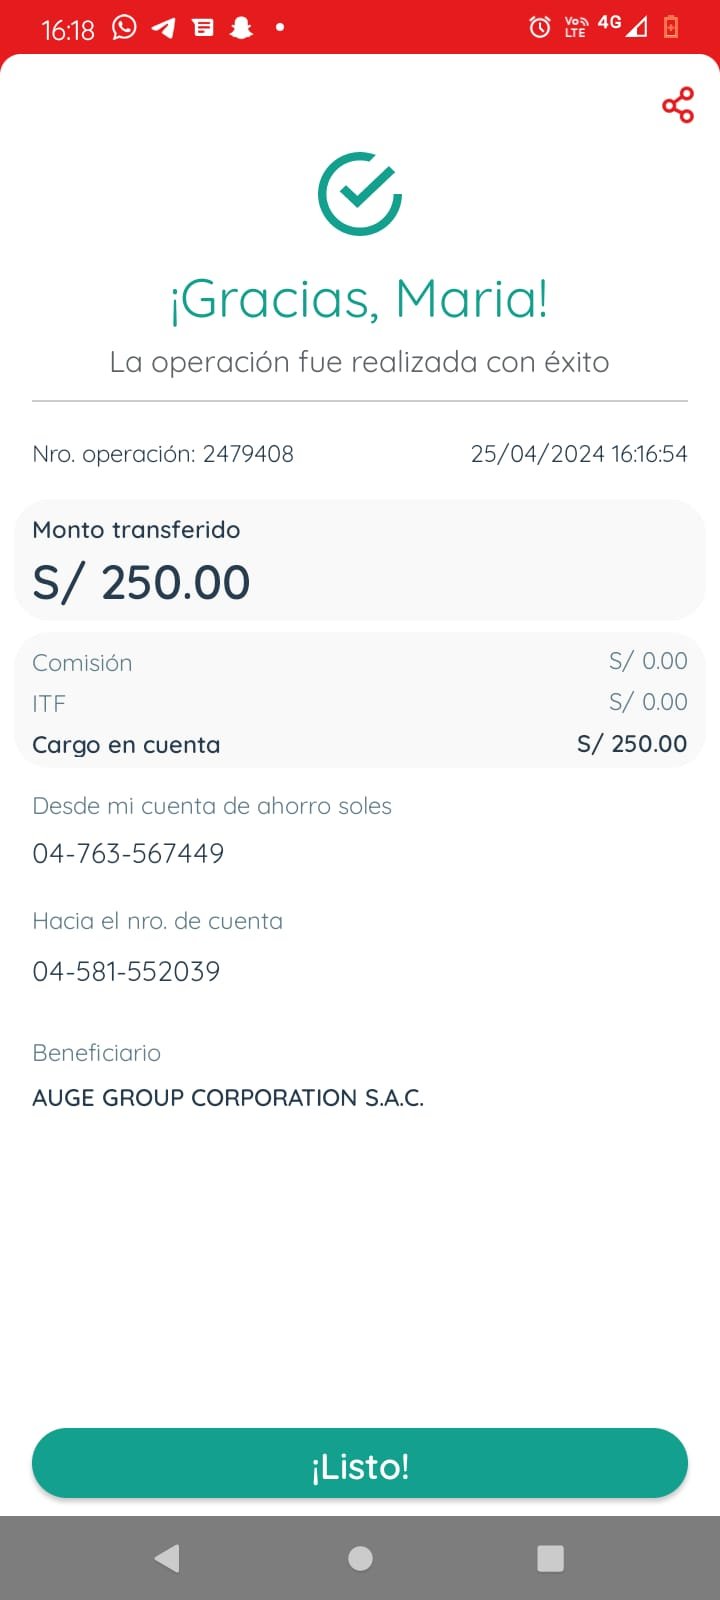 16:18
Vo LTE 4G
¡Gracias, Maria!
La operación fue realizada con éxito
Nro. operación: 2479408 25/04/2024 16:16:54
Monto transferido
S/ 250.00
Comisión S/ 0.00
ITF S/ 0.00
Cargo en cuenta S/ 250.00
Desde mi cuenta de ahorro soles
04-763-567449
Hacia el nro. de cuenta
04-581-552039
Beneficiario
AUGE GROUP CORPORATION S.A.C.
¡Listo!